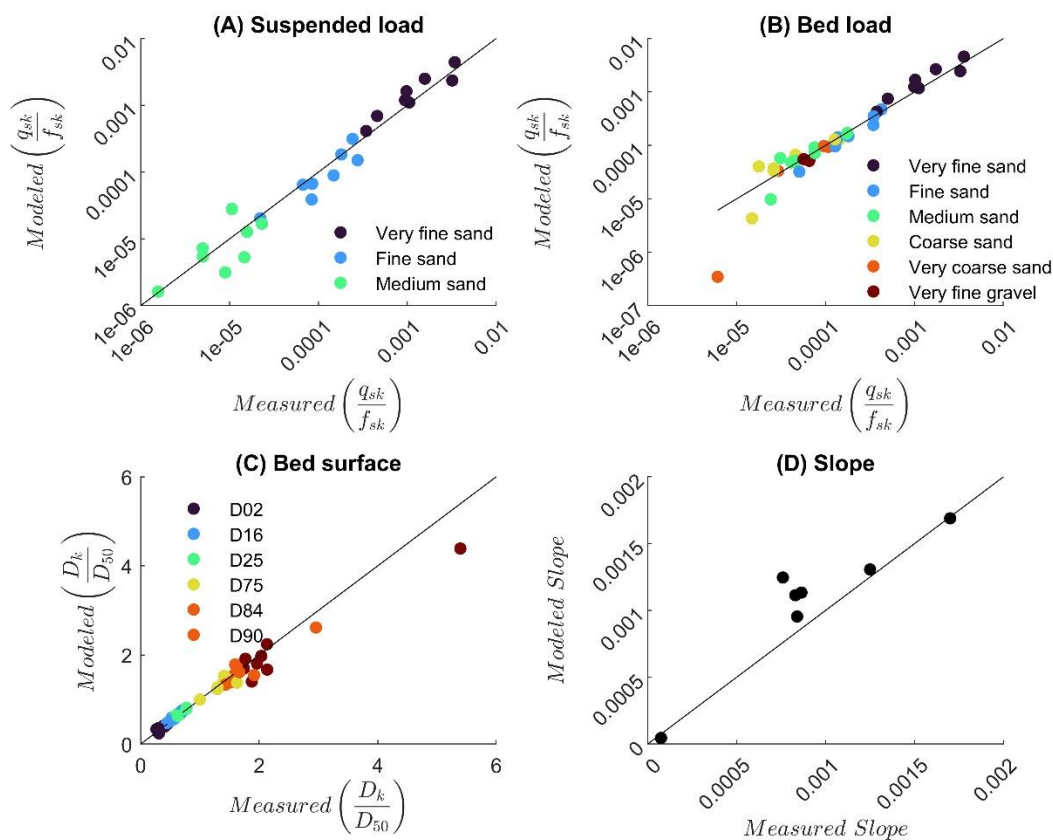 (A) Suspended load
Modeled (q_sk/f_sk)
0.01
0.001
0.0001
1e-05
1e-06
Very fine sand
Fine sand
Medium sand
1e-06
1e-05
0.0001
0.001
0.01
Measured (q_sk/f_sk)
(B) Bed load
Modeled (q_sk/f_sk)
0.01
0.001
0.0001
1e-05
1e-06
1e-07
Very fine sand
Fine sand
Medium sand
Coarse sand
Very coarse sand
Very fine gravel
1e-06
1e-05
0.0001
0.001
0.01
Measured (q_sk/f_sk)
(C) Bed surface
Modeled (D_k/D_50)
6
4
2
0
D02
D16
D25
D75
D84
D90
0
2
4
6
Measured (D_k/D_50)
(D) Slope
Modeled Slope
0.002
0.0015
0.001
0.0005
0
0
0.0005
0.001
0.0015
0.002
Measured Slope